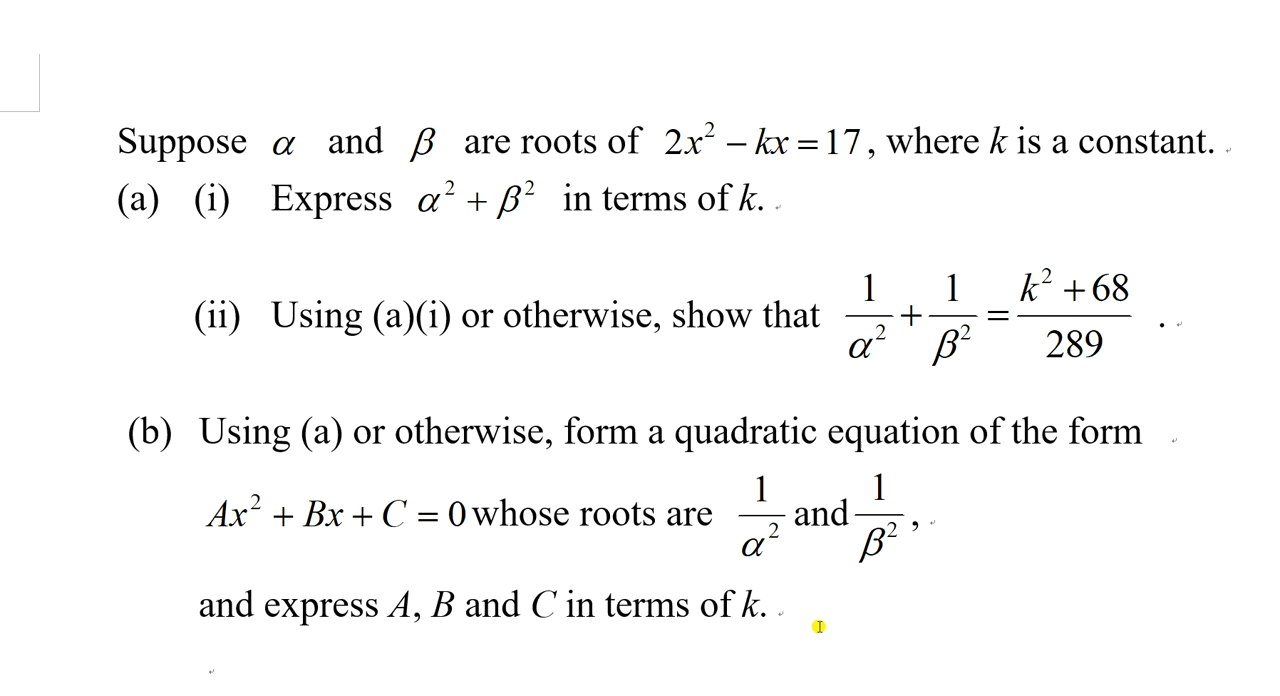 Suppose α and β are roots of 2x² − kx = 17, where k is a constant.
(a) (i) Express α² + β² in terms of k.
(ii) Using (a)(i) or otherwise, show that 1/α² + 1/β² = (k² + 68)/289 .
(b) Using (a) or otherwise, form a quadratic equation of the form
Ax² + Bx + C = 0 whose roots are 1/α² and 1/β²,
and express A, B and C in terms of k.